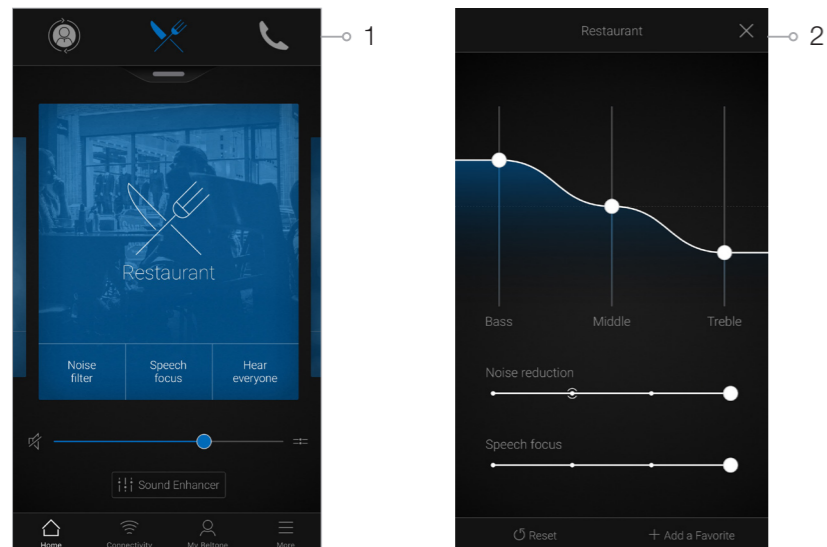 1
Restaurant
Noise
filter
Speech
focus
Hear
everyone
Sound Enhancer
Home
Connectivity
My Beltone
More
Restaurant
2
Bass
Middle
Treble
Noise reduction
Speech focus
Reset
+ Add a Favorite